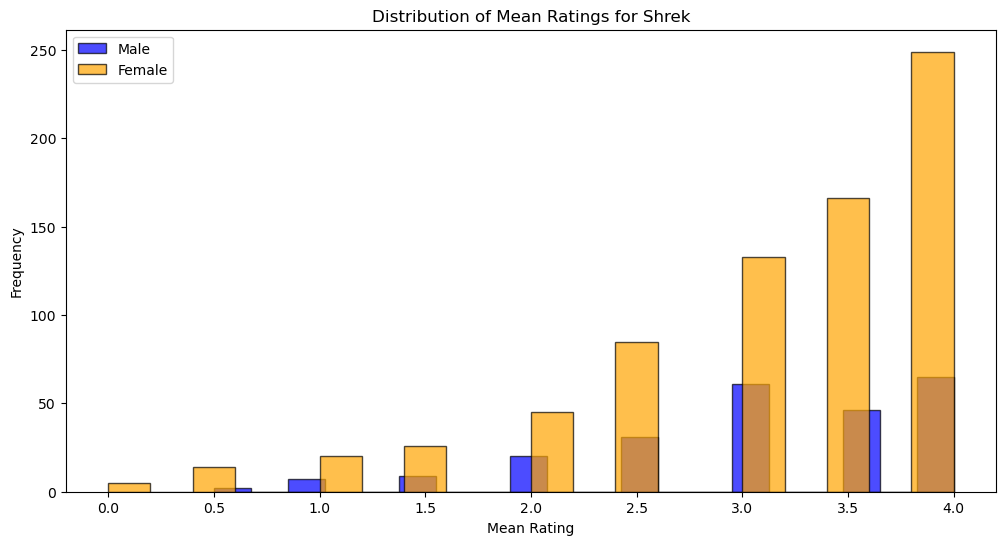 Distribution of Mean Ratings for Shrek
Male
Female
250
200
150
100
50
0
Frequency
0.0 0.5 1.0 1.5 2.0 2.5 3.0 3.5 4.0
Mean Rating